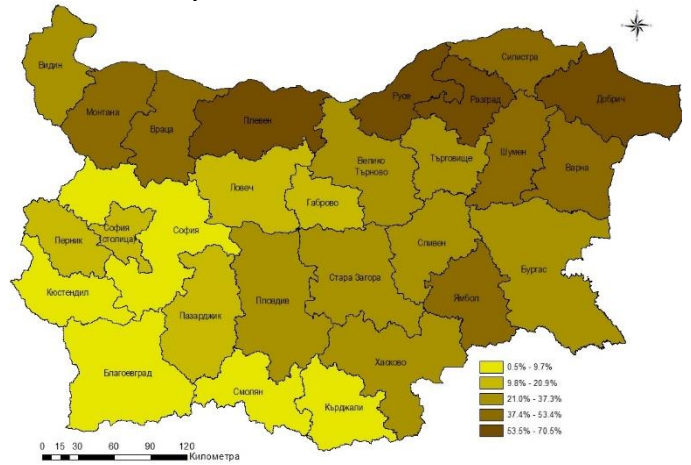 Видин
Монтана
Враца
Плевен
Русе
Разград
Силистра
Добрич
Велико
Търново
Търговище
Шумен
Варна
Ловеч
Габрово
София
(столица)
София
Перник
Кюстендил
Пазарджик
Пловдив
Стара Загора
Сливен
Ямбол
Бургас
Благоевград
Смолян
Кърджали
Хасково
0.5% - 9.7%
9.8% - 20.9%
21.0% - 37.3%
37.4% - 53.4%
53.5% - 70.5%
0 15 30 60 90 120
Километра